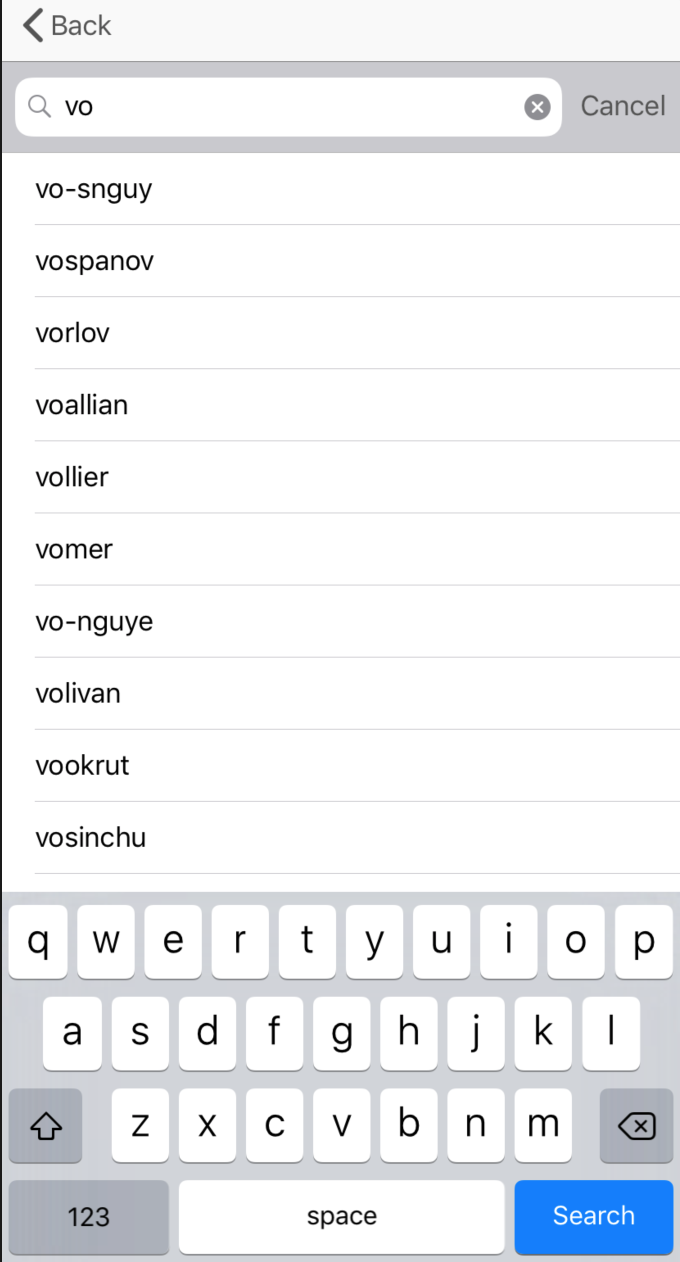 Back
vo Cancel
vo-snguy
vospanov
vorlov
voallian
vollier
vomer
vo-nguye
volivan
vookrut
vosinchu
q w e r t y u i o p
a s d f g h j k l
z x c v b n m
123 space Search